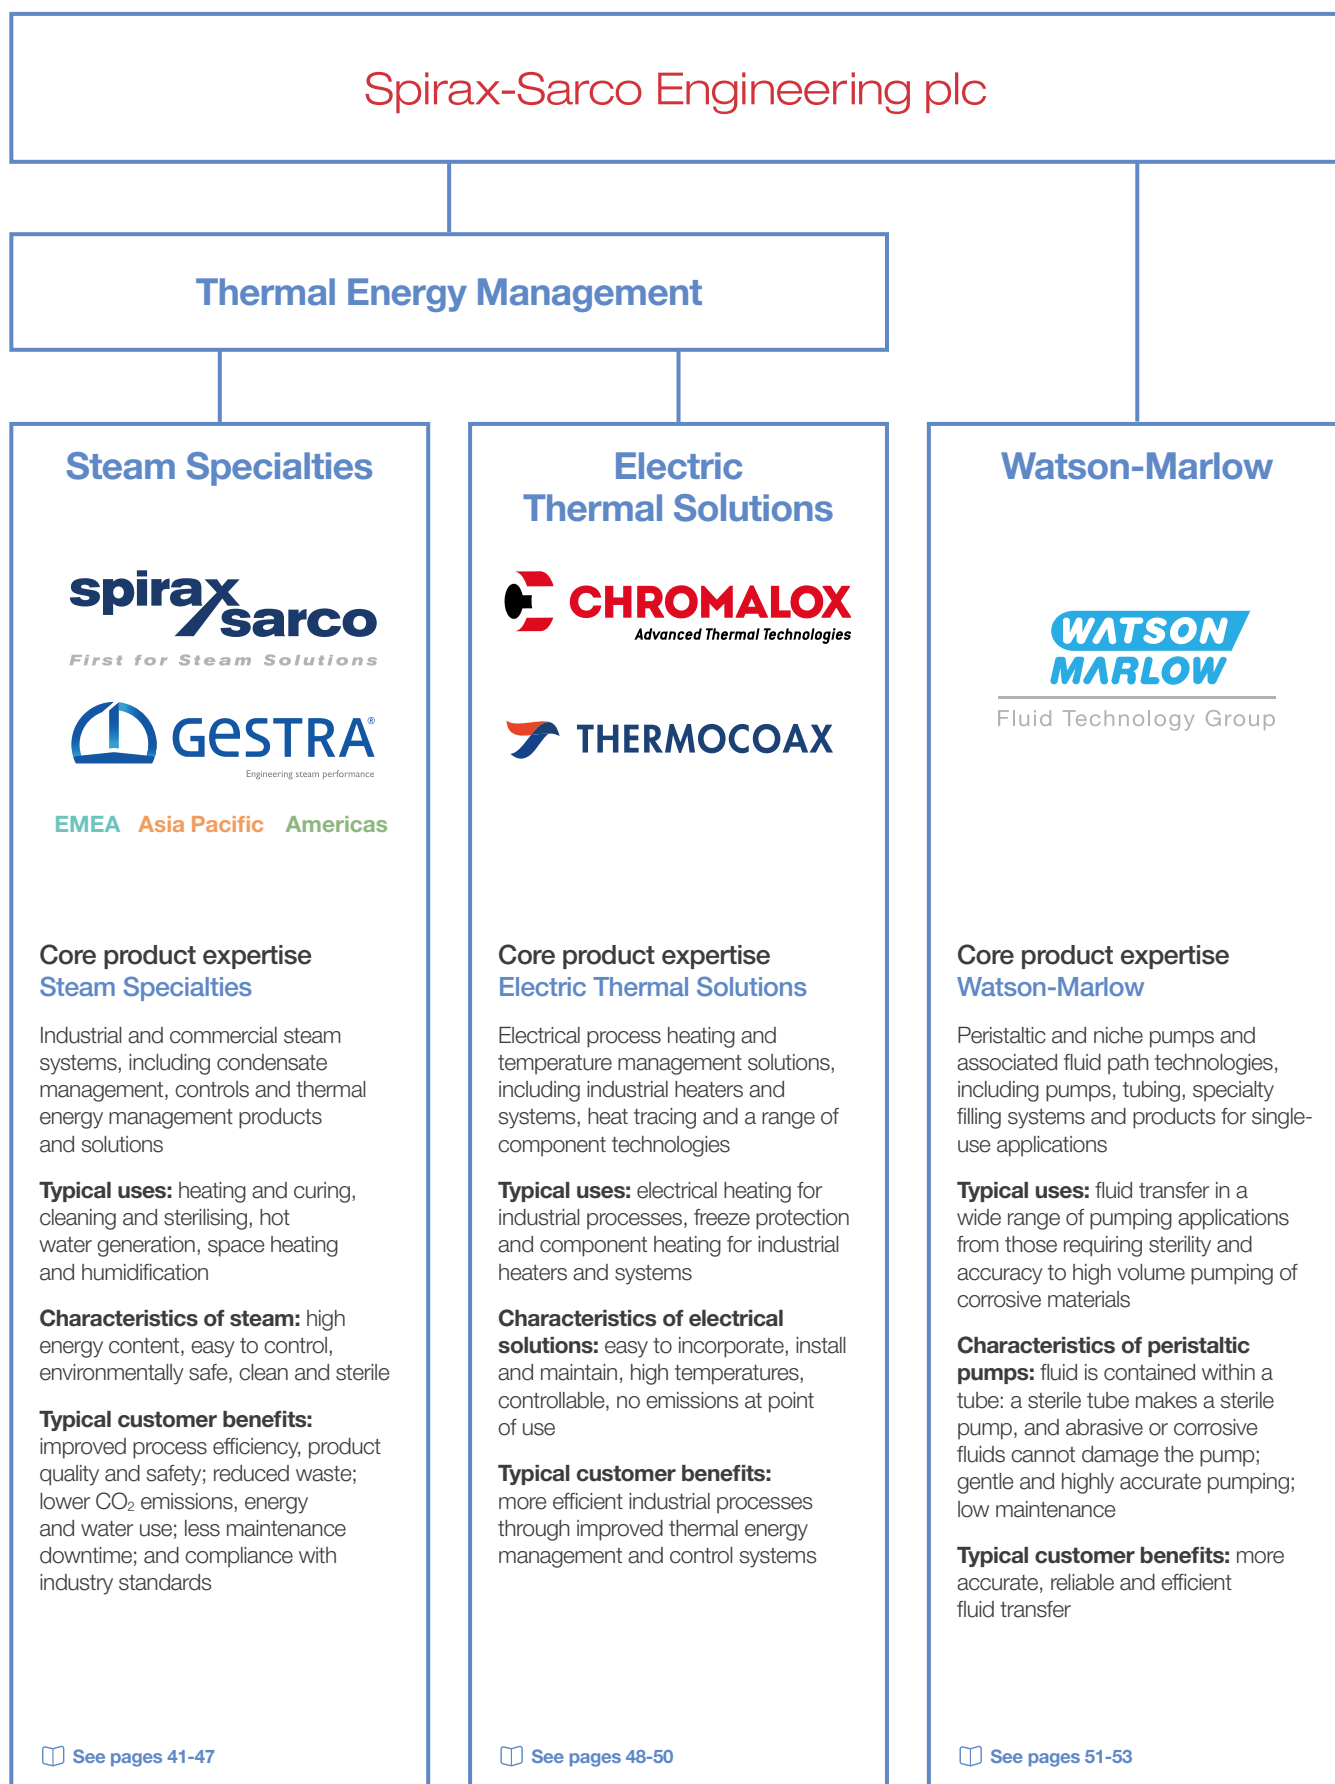 Spirax-Sarco Engineering plc
Thermal Energy Management
Steam Specialties
spirax
sarco
First for Steam Solutions
GESTRA®
Engineering steam performance
EMEA Asia Pacific Americas
Core product expertise
Steam Specialties
Industrial and commercial steam
systems, including condensate
management, controls and thermal
energy management products
and solutions
Typical uses: heating and curing,
cleaning and sterilising, hot
water generation, space heating
and humidification
Characteristics of steam: high
energy content, easy to control,
environmentally safe, clean and sterile
Typical customer benefits:
improved process efficiency, product
quality and safety; reduced waste;
lower CO₂ emissions, energy
and water use; less maintenance
downtime; and compliance with
industry standards
See pages 41-47
Electric
Thermal Solutions
CHROMALOX
Advanced Thermal Technologies
THERMOCOAX
Core product expertise
Electric Thermal Solutions
Electrical process heating and
temperature management solutions,
including industrial heaters and
systems, heat tracing and a range of
component technologies
Typical uses: electrical heating for
industrial processes, freeze protection
and component heating for industrial
heaters and systems
Characteristics of electrical
solutions: easy to incorporate, install
and maintain, high temperatures,
controllable, no emissions at point
of use
Typical customer benefits:
more efficient industrial processes
through improved thermal energy
management and control systems
See pages 48-50
Watson-Marlow
WATSON
MARLOW
Fluid Technology Group
Core product expertise
Watson-Marlow
Peristaltic and niche pumps and
associated fluid path technologies,
including pumps, tubing, specialty
filling systems and products for single-
use applications
Typical uses: fluid transfer in a
wide range of pumping applications
from those requiring sterility and
accuracy to high volume pumping of
corrosive materials
Characteristics of peristaltic
pumps: fluid is contained within a
tube: a sterile tube makes a sterile
pump, and abrasive or corrosive
fluids cannot damage the pump;
gentle and highly accurate pumping;
low maintenance
Typical customer benefits: more
accurate, reliable and efficient
fluid transfer
See pages 51-53